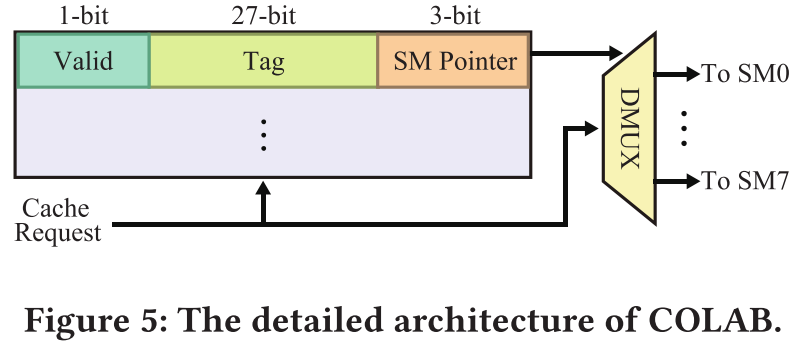 1-bit 27-bit 3-bit
Valid Tag SM Pointer
DMUX
To SM0
To SM7
Cache
Request
Figure 5: The detailed architecture of COLAB.